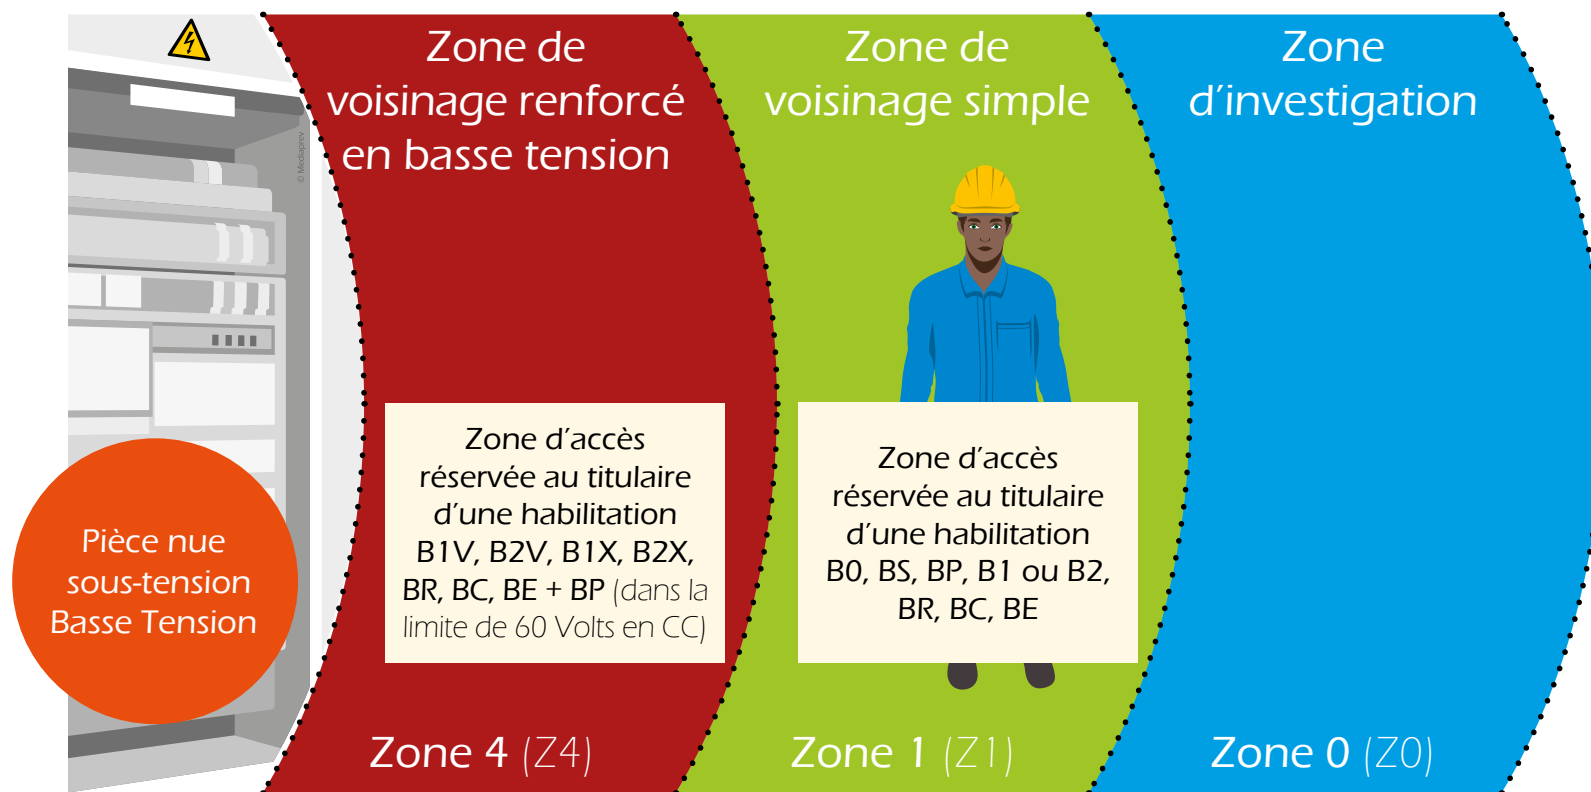 Zone de
voisinage renforcé
en basse tension
Zone de
voisinage simple
Zone
d'investigation
© Mediaprev
Zone d'accès
réservée au titulaire
d'une habilitation
B1V, B2V, B1X, B2X,
BR, BC, BE + BP (dans la
limite de 60 Volts en CC)
Zone d'accès
réservée au titulaire
d'une habilitation
B0, BS, BP, B1 ou B2,
BR, BC, BE
Pièce nue
sous-tension
Basse Tension
Zone 4 (Z4)
Zone 1 (Z1)
Zone 0 (Z0)